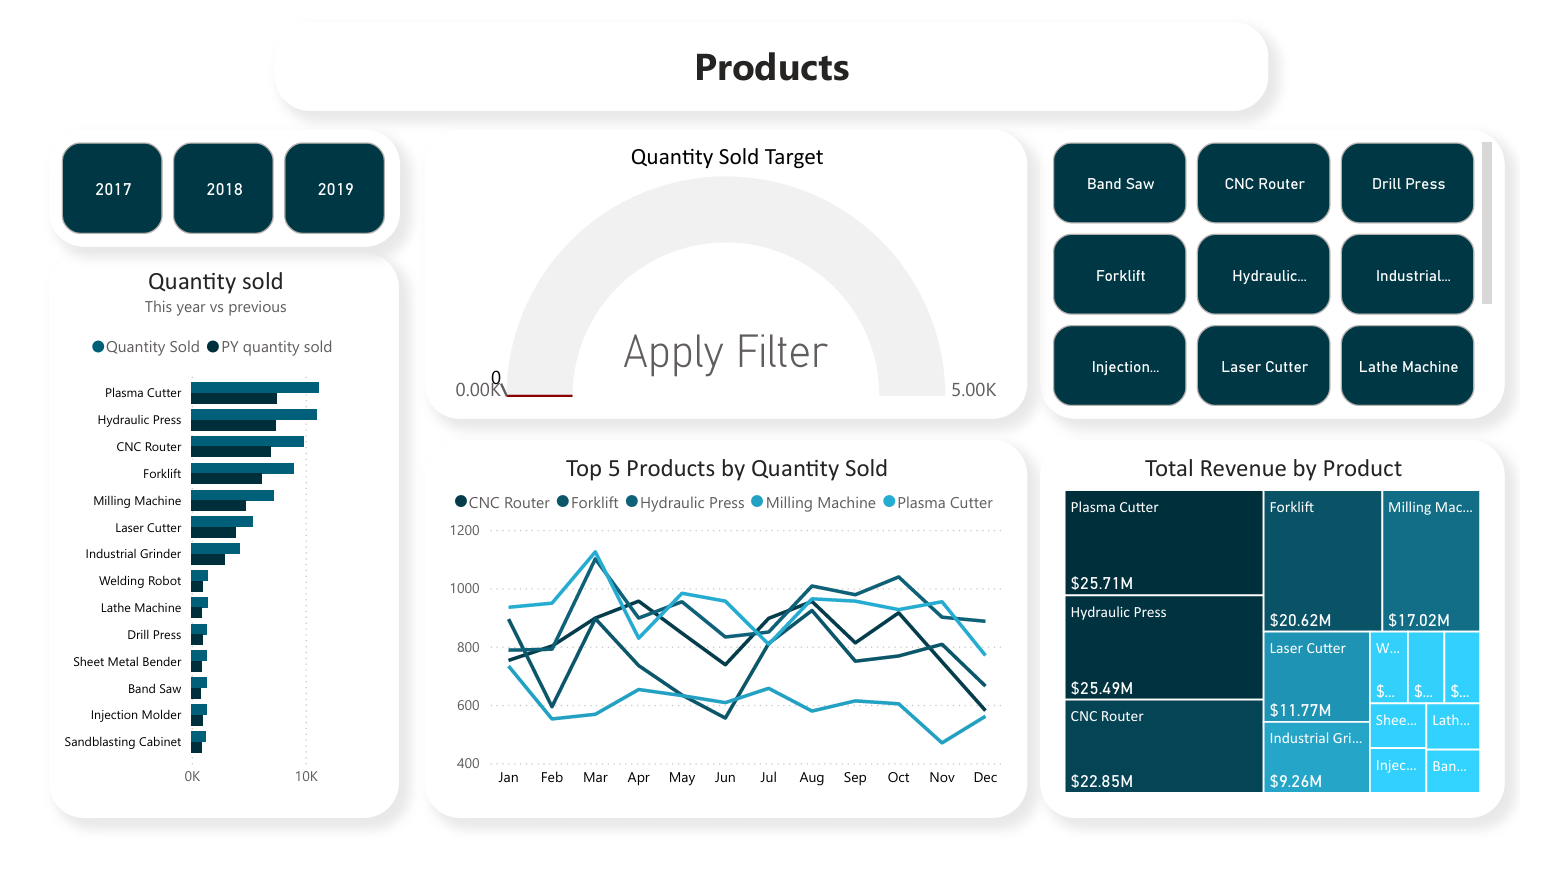 Products
2017
2018
2019
Quantity sold
This year vs previous
Quantity Sold
PY quantity sold
Plasma Cutter
Hydraulic Press
CNC Router
Forklift
Milling Machine
Laser Cutter
Industrial Grinder
Welding Robot
Lathe Machine
Drill Press
Sheet Metal Bender
Band Saw
Injection Molder
Sandblasting Cabinet
0K
10K
Quantity Sold Target
Apply Filter
0
0.00K
5.00K
Band Saw
CNC Router
Drill Press
Forklift
Hydraulic...
Industrial...
Injection...
Laser Cutter
Lathe Machine
Top 5 Products by Quantity Sold
CNC Router
Forklift
Hydraulic Press
Milling Machine
Plasma Cutter
1200
1000
800
600
400
Jan
Feb
Mar
Apr
May
Jun
Jul
Aug
Sep
Oct
Nov
Dec
Total Revenue by Product
Plasma Cutter
$25.71M
Hydraulic Press
$25.49M
CNC Router
$22.85M
Forklift
$20.62M
Milling Mac...
$17.02M
Laser Cutter
$11.77M
Industrial Gri...
$9.26M
W...
$...
$...
$...
Shee...
Lath...
Injec...
Ban...